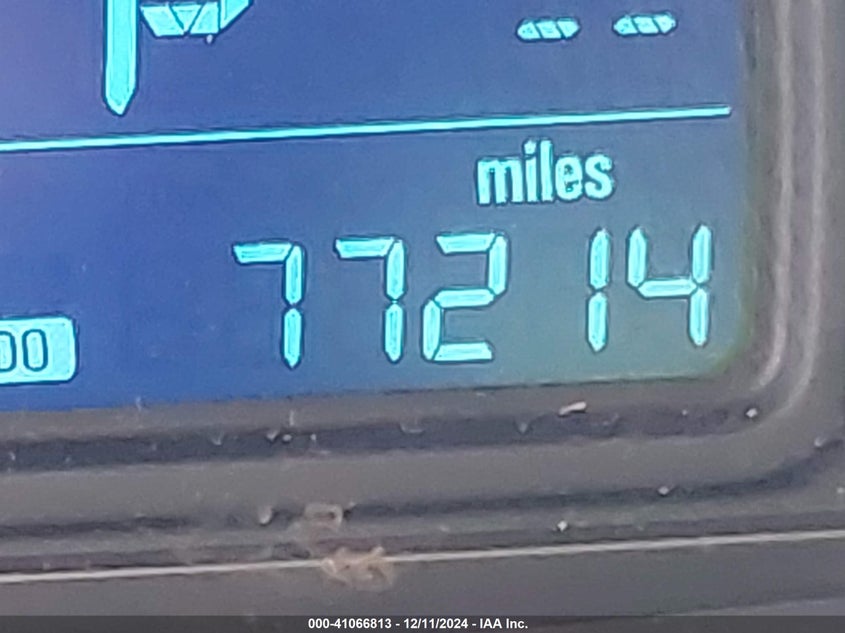 P -- --
miles
77214
00
000-41066813 - 12/11/2024 - IAA Inc.